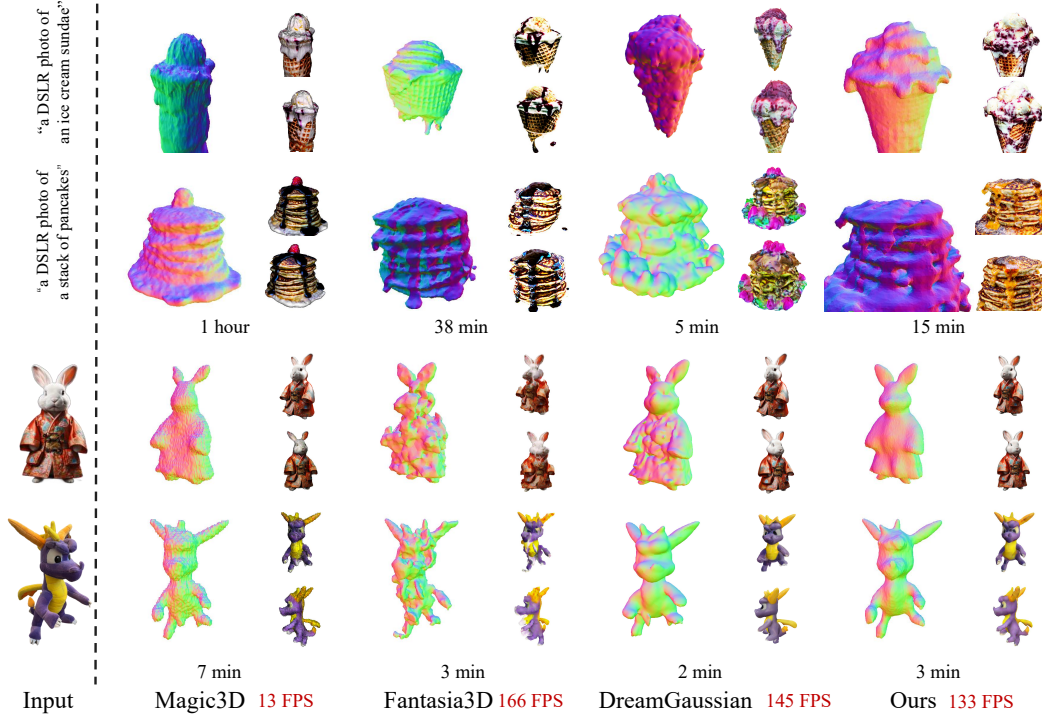 “a DSLR photo of
an ice cream sundae”
“a DSLR photo of
a stack of pancakes”
1 hour
38 min
5 min
15 min
7 min
3 min
2 min
3 min
Input
Magic3D 13 FPS
Fantasia3D 166 FPS
DreamGaussian 145 FPS
Ours 133 FPS